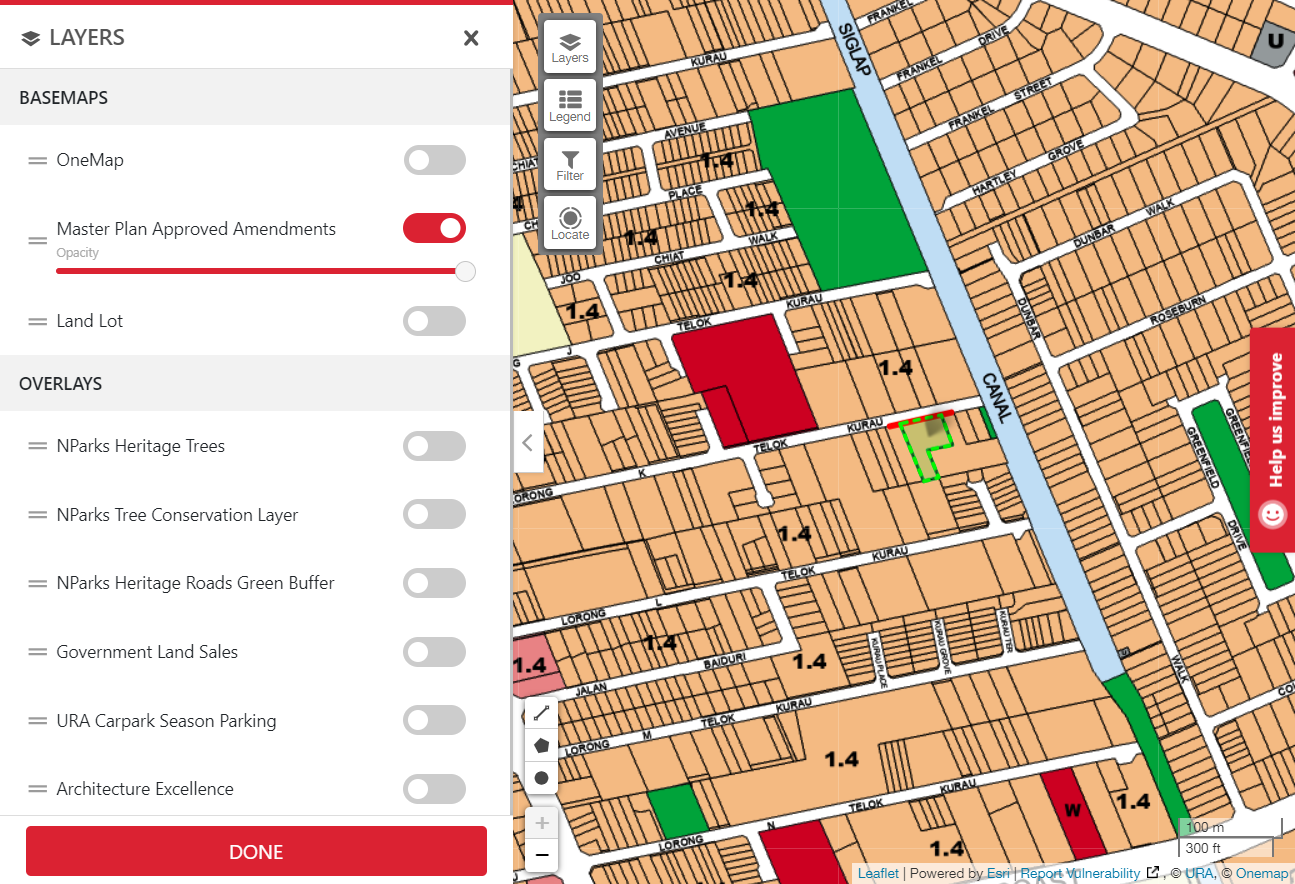 LAYERS
BASEMAPS
OneMap
Master Plan Approved Amendments
Opacity
Land Lot
OVERLAYS
NParks Heritage Trees
NParks Tree Conservation Layer
NParks Heritage Roads Green Buffer
Government Land Sales
URA Carpark Season Parking
Architecture Excellence
DONE
Layers
Legend
Filter
Locate
SIGLAP
CANAL
FRANKEL
FRANKEL DRIVE
FRANKEL STREET
HARTLEY GROVE
DUNBAR WALK
DUNBAR
WALK
ROSEBURN
GREENFIELD
DRIVE
U
KURAU
AVENUE
PLACE
CHIAT
JOO CHIAT WALK
1.4
1.4
1.4
1.4
1.4
TELOK KURAU
J
1.4
LORONG K TELOK KURAU
1.4
LORONG L TELOK KURAU
1.4
1.4
1.4
JALAN BAIDURI
KURAU PLACE
KURAU GROVE
KURAU TER
LORONG M TELOK KURAU
1.4
LORONG N TELOK KURAU
W
1.4
1.4
Help us improve
+
−
100 m
300 ft
Leaflet | Powered by Esri | Report Vulnerability , © URA, © Onemap